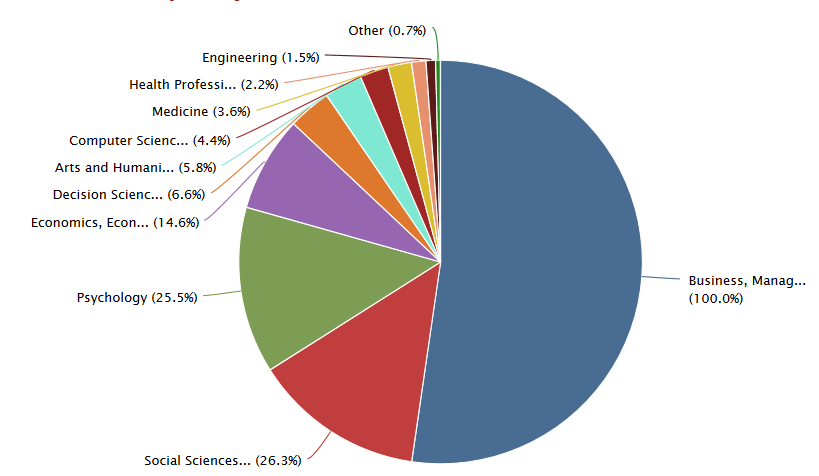 Other (0.7%)
Engineering (1.5%)
Health Professi... (2.2%)
Medicine (3.6%)
Computer Scienc... (4.4%)
Arts and Humani... (5.8%)
Decision Scienc... (6.6%)
Economics, Econ... (14.6%)
Psychology (25.5%)
Social Sciences... (26.3%)
Business, Manag...
(100.0%)